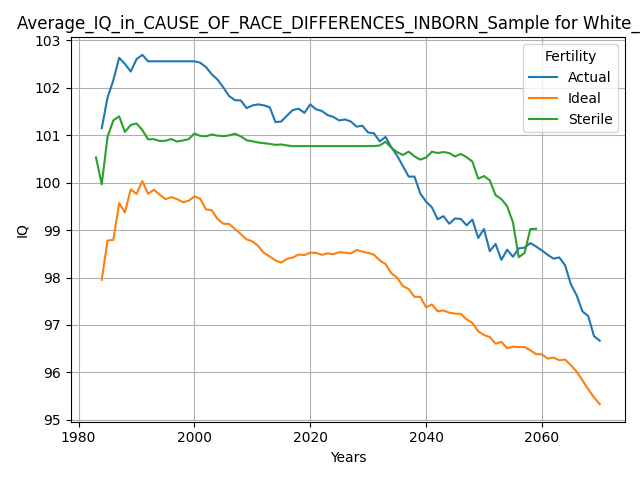 Average_IQ_in_CAUSE_OF_RACE_DIFFERENCES_INBORN_Sample for White_
103
102
101
100
99
98
97
96
95
IQ
Fertility
Actual
Ideal
Sterile
1980
2000
2020
2040
2060
Years